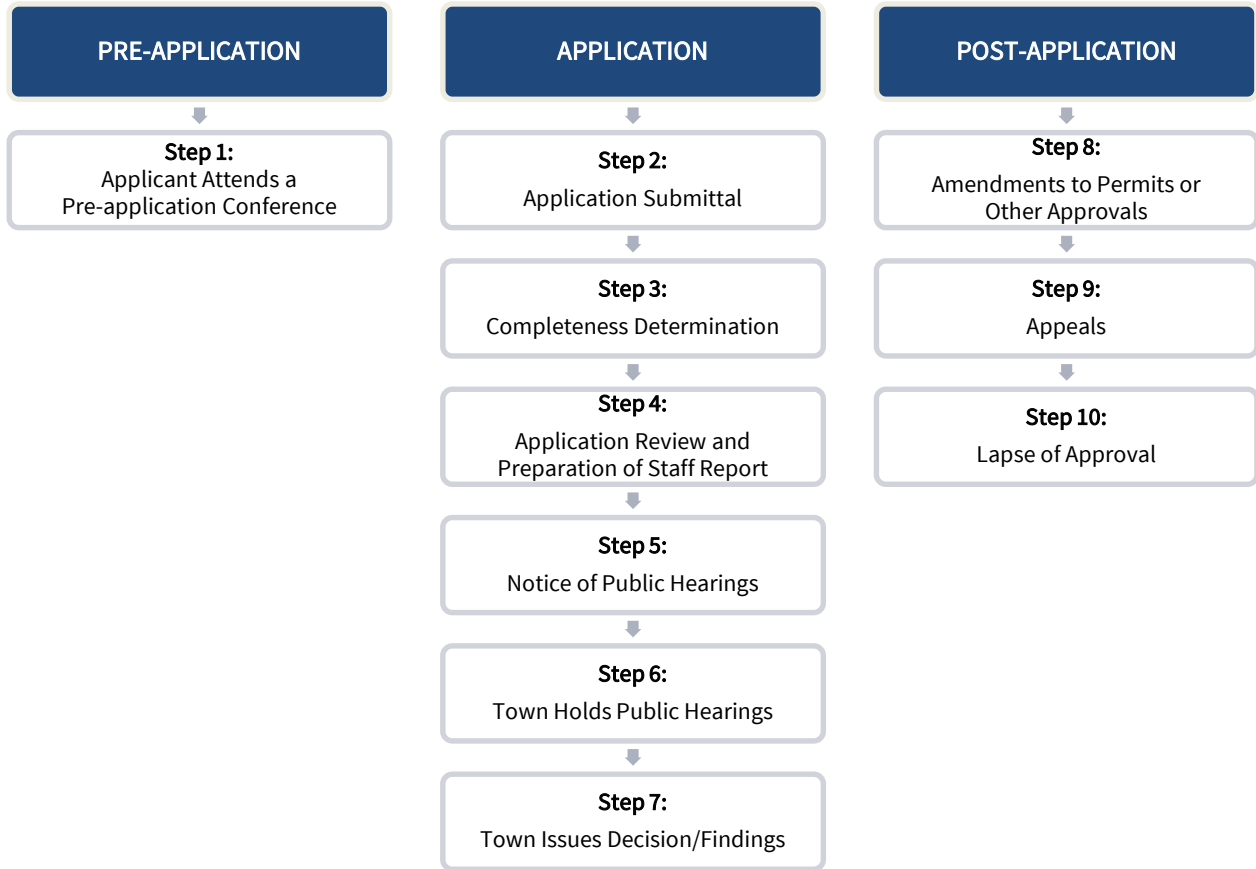 PRE-APPLICATION
Step 1:
Applicant Attends a
Pre-application Conference
APPLICATION
Step 2:
Application Submittal
Step 3:
Completeness Determination
Step 4:
Application Review and
Preparation of Staff Report
Step 5:
Notice of Public Hearings
Step 6:
Town Holds Public Hearings
Step 7:
Town Issues Decision/Findings
POST-APPLICATION
Step 8:
Amendments to Permits or
Other Approvals
Step 9:
Appeals
Step 10:
Lapse of Approval